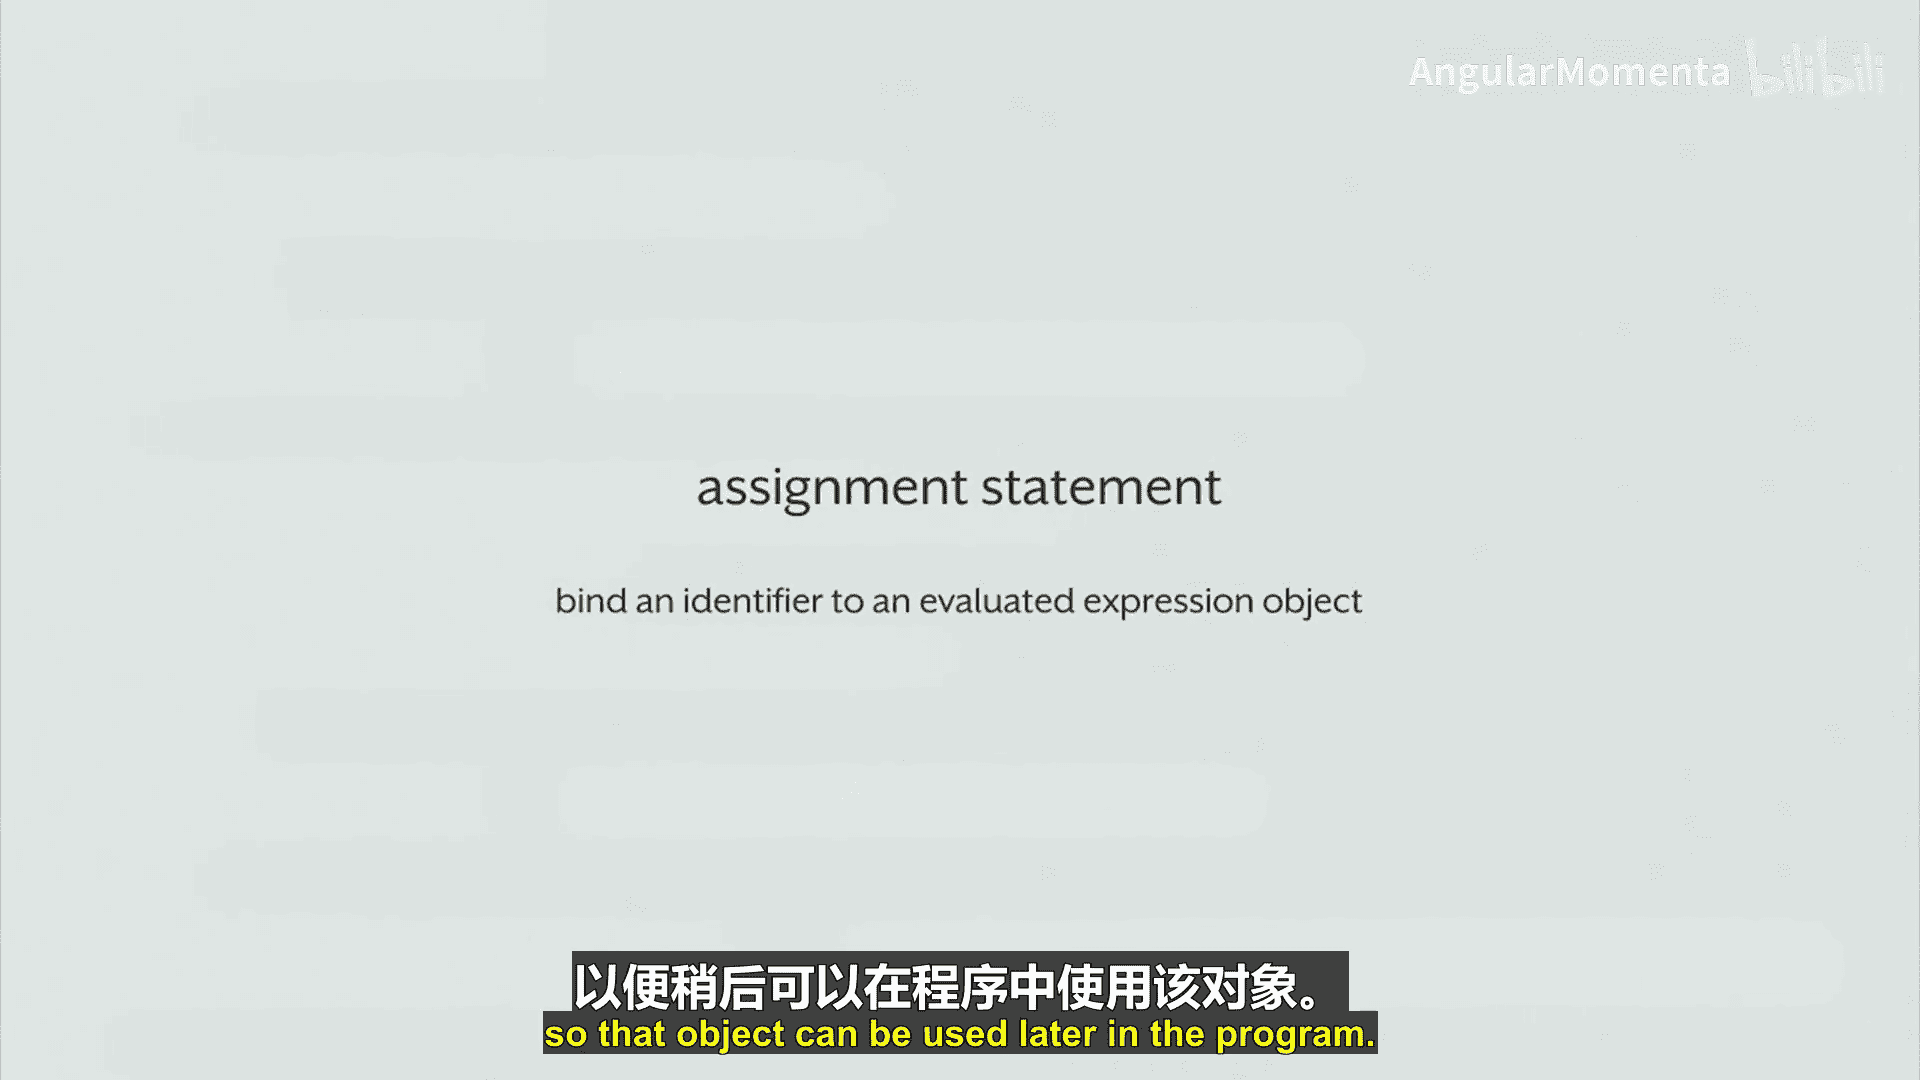 AngularMomenta bilibili
assignment statement
bind an identifier to an evaluated expression object
以便稍后可以在程序中使用该对象。
so that object can be used later in the program.